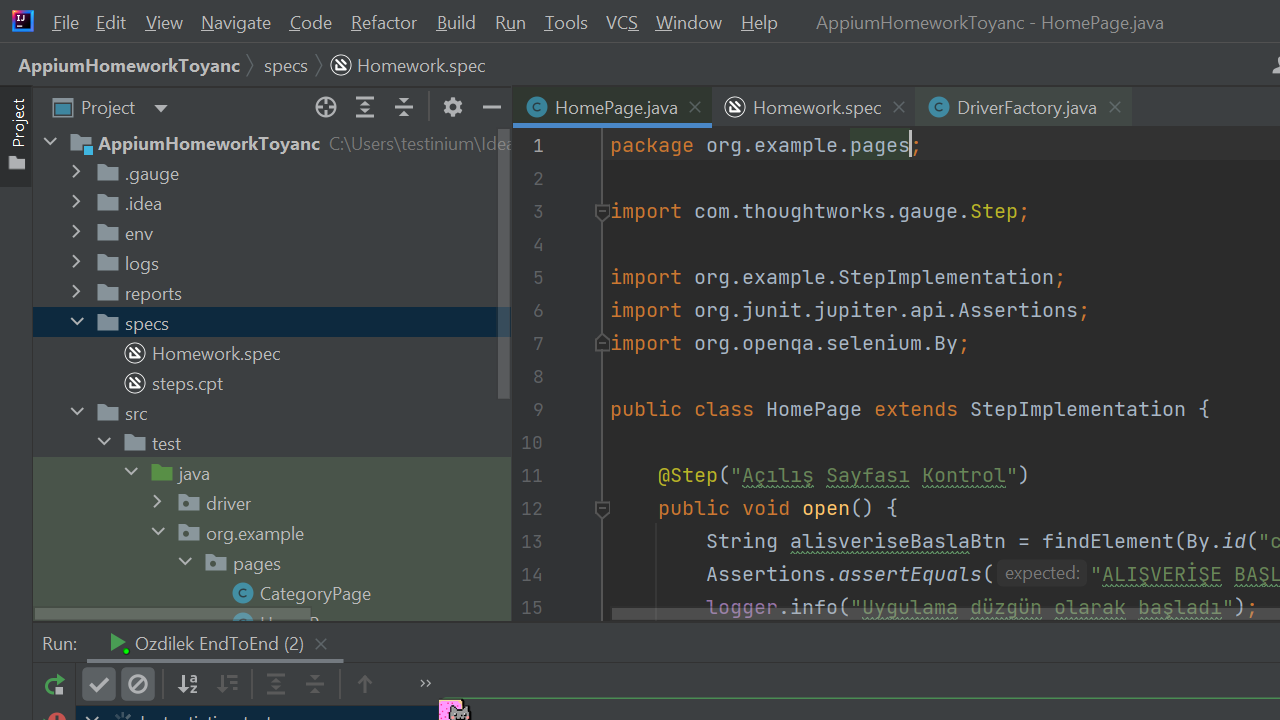 File Edit View Navigate Code Refactor Build Run Tools VCS Window Help AppiumHomeworkToyanc - HomePage.java
AppiumHomeworkToyanc specs Homework.spec
Project
Project
AppiumHomeworkToyanc C:\Users\testinium\Idea
.gauge
.idea
env
logs
reports
specs
Homework.spec
steps.cpt
src
test
java
driver
org.example
pages
CategoryPage
HomePage.java Homework.spec DriverFactory.java
1 package org.example.pages;
2
3 import com.thoughtworks.gauge.Step;
4
5 import org.example.StepImplementation;
6 import org.junit.jupiter.api.Assertions;
7 import org.openqa.selenium.By;
8
9 public class HomePage extends StepImplementation {
10
11 @Step("Açılış Sayfası Kontrol")
12 public void open() {
13 String alisveriseBaslaBtn = findElement(By.id("c
14 Assertions.assertEquals( expected: "ALIŞVERİŞE BAŞL
15 logger.info("Uygulama düzgün olarak başladı");
Run: Ozdilek EndToEnd (2)